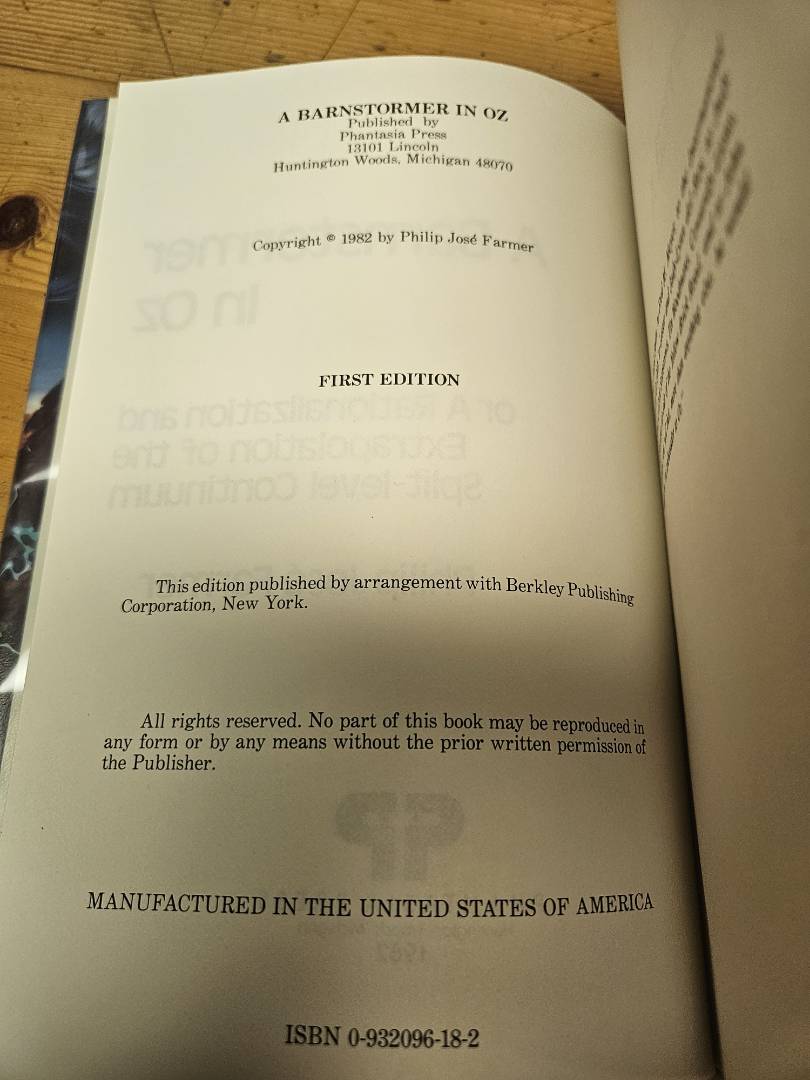 A BARNSTORMER IN OZ
Published by
Phantasia Press
13101 Lincoln
Huntington Woods, Michigan 48070
Copyright © 1982 by Philip José Farmer
FIRST EDITION
This edition published by arrangement with Berkley Publishing
Corporation, New York.
All rights reserved. No part of this book may be reproduced in
any form or by any means without the prior written permission of
the Publisher.
MANUFACTURED IN THE UNITED STATES OF AMERICA
ISBN 0-932096-18-2